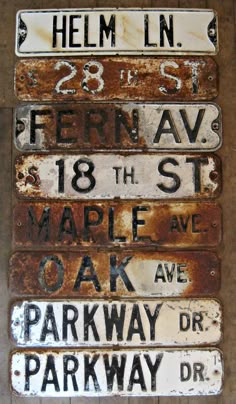 HELM LN.
28 TH ST
FERN AV.
S 18 TH. ST.
MAPLE AVE.
OAK AVE.
PARKWAY DR.
PARKWAY DR.